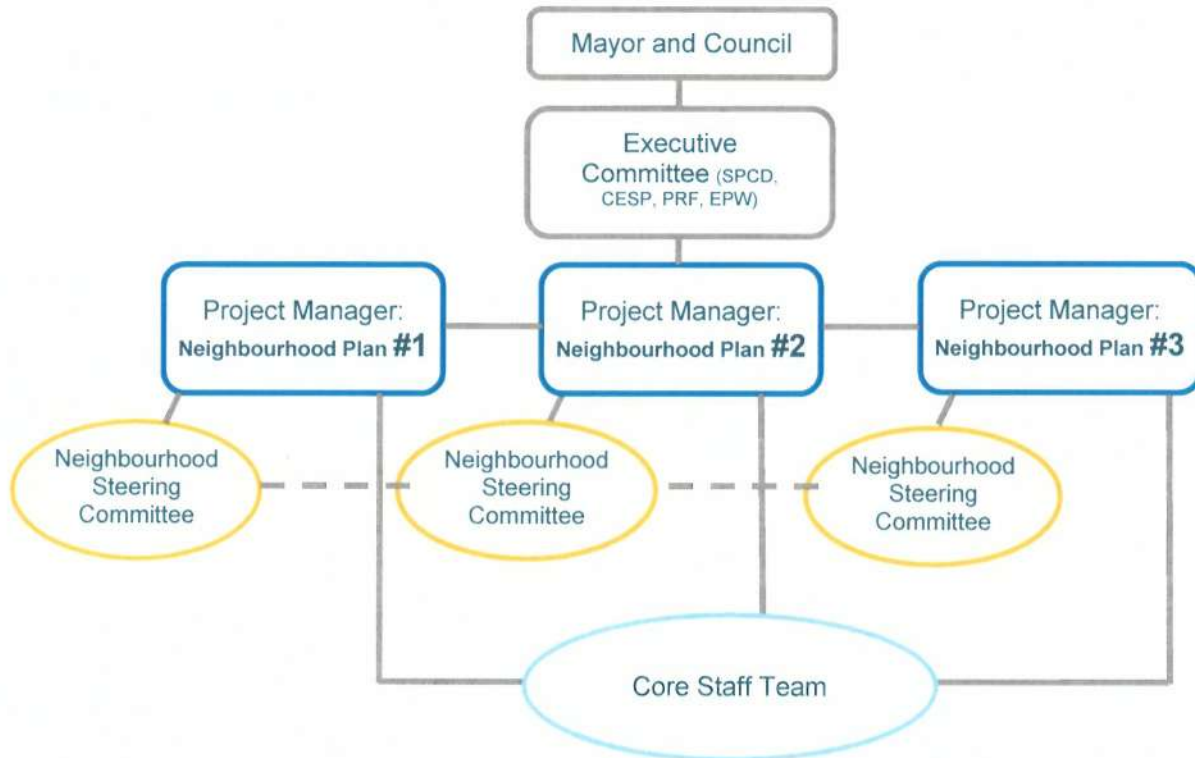 Mayor and Council
Executive
Committee (SPCD,
CESP, PRF, EPW)
Project Manager:
Neighbourhood Plan #1
Project Manager:
Neighbourhood Plan #2
Project Manager:
Neighbourhood Plan #3
Neighbourhood
Steering
Committee
Neighbourhood
Steering
Committee
Neighbourhood
Steering
Committee
Core Staff Team